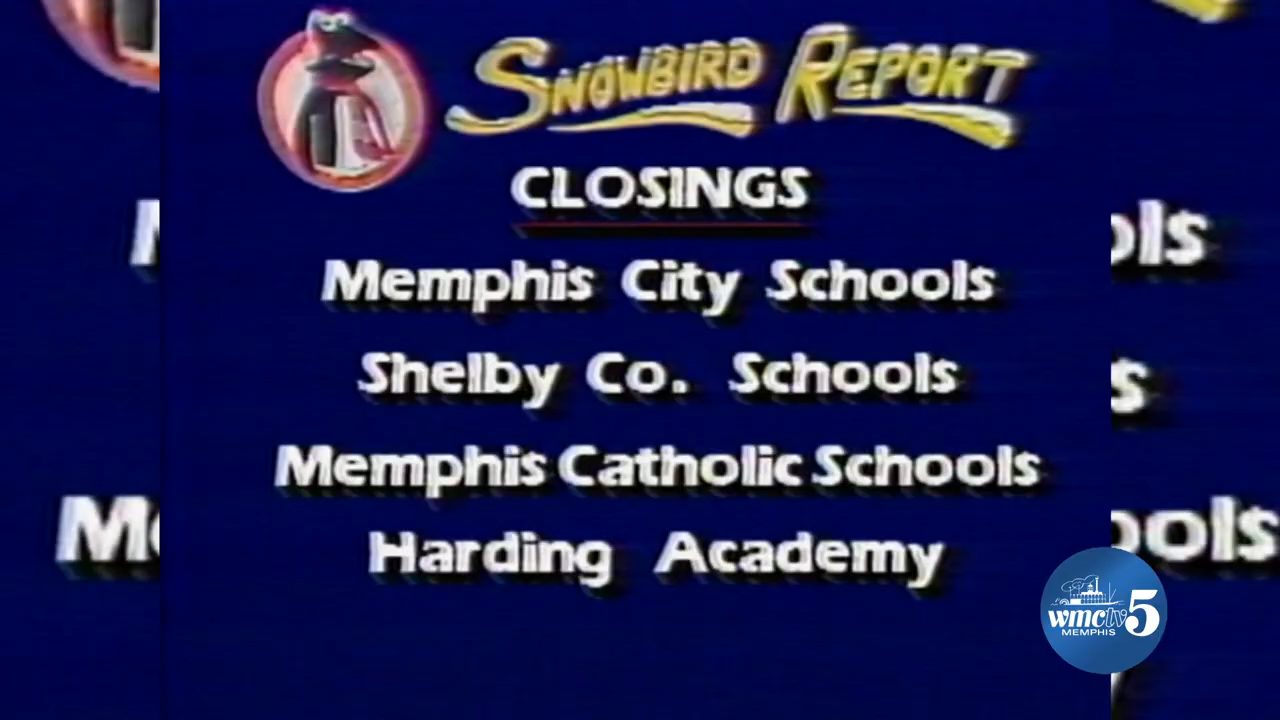 SNOWBIRD REPORT
CLOSINGS
Memphis City Schools
Shelby Co. Schools
Memphis Catholic Schools
Harding Academy
wmctv5
MEMPHIS